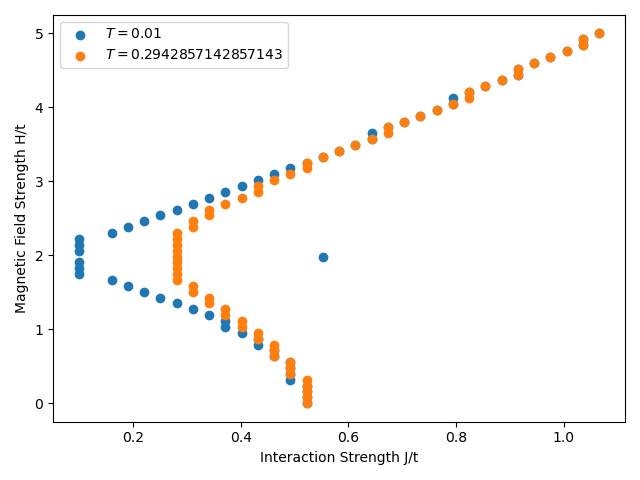 T = 0.01
T = 0.2942857142857143
Magnetic Field Strength H/t
5
4
3
2
1
0
0.2
0.4
0.6
0.8
1.0
Interaction Strength J/t